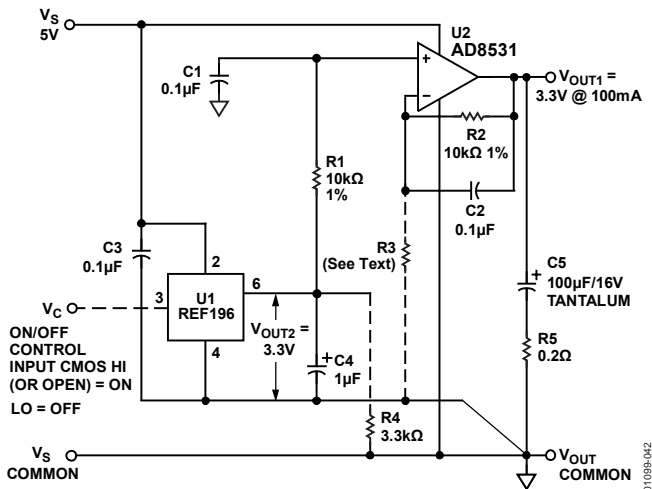 VS
5V
U2
AD8531
C1
0.1µF
+
−
VOUT1 =
3.3V @ 100mA
R2
10kΩ 1%
R1
10kΩ
1%
C2
0.1µF
C3
0.1µF
R3
(See Text)
C5
100µF/16V
TANTALUM
+
2
VC
3
U1
REF196
6
4
VOUT2 =
3.3V
+
C4
1µF
ON/OFF
CONTROL
INPUT CMOS HI
(OR OPEN) = ON
LO = OFF
R5
0.2Ω
R4
3.3kΩ
VS
COMMON
VOUT
COMMON
01099-042